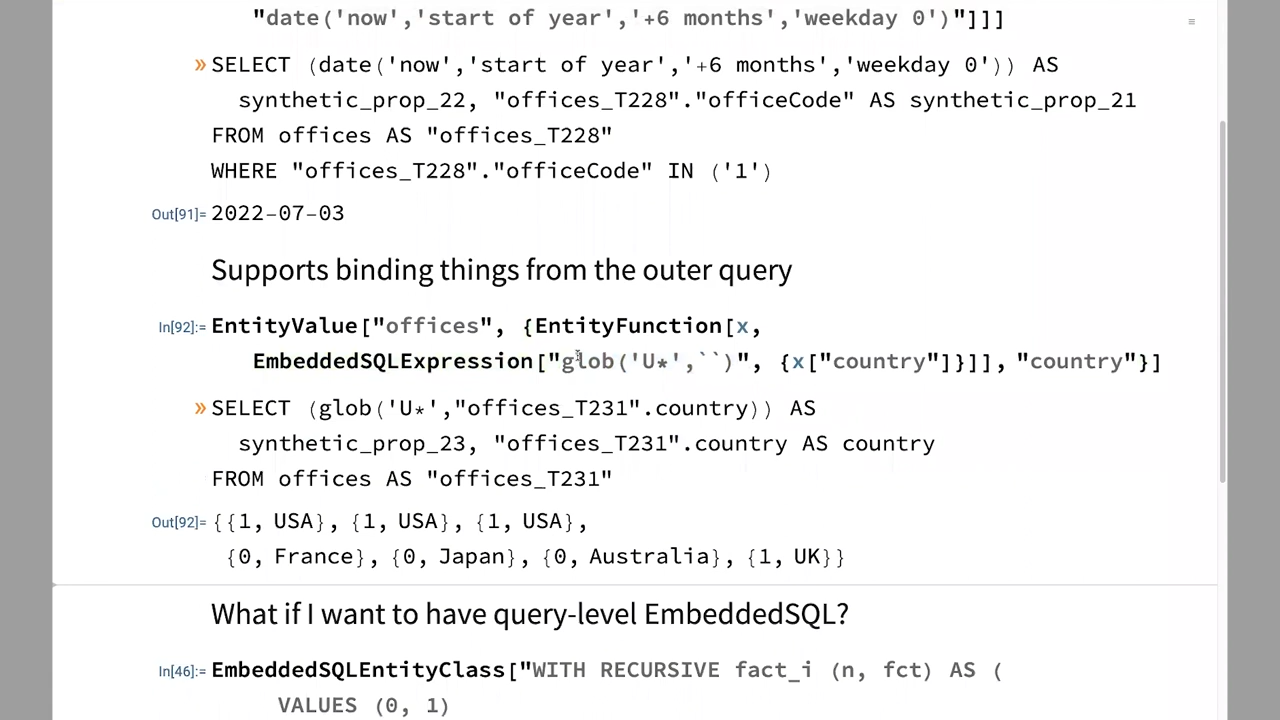 "date('now','start of year','+6 months','weekday 0')"]]]
≡
» SELECT (date('now','start of year','+6 months','weekday 0')) AS
synthetic_prop_22, "offices_T228"."officeCode" AS synthetic_prop_21
FROM offices AS "offices_T228"
WHERE "offices_T228"."officeCode" IN ('1')
Out[91]= 2022-07-03
Supports binding things from the outer query
In[92]:= EntityValue["offices", {EntityFunction[x,
EmbeddedSQLExpression["glob('U*',``)", {x["country"]}]], "country"}]
» SELECT (glob('U*',"offices_T231".country)) AS
synthetic_prop_23, "offices_T231".country AS country
FROM offices AS "offices_T231"
Out[92]= {{1, USA}, {1, USA}, {1, USA},
{0, France}, {0, Japan}, {0, Australia}, {1, UK}}
What if I want to have query-level EmbeddedSQL?
In[46]:= EmbeddedSQLEntityClass["WITH RECURSIVE fact_i (n, fct) AS (
VALUES (0, 1)